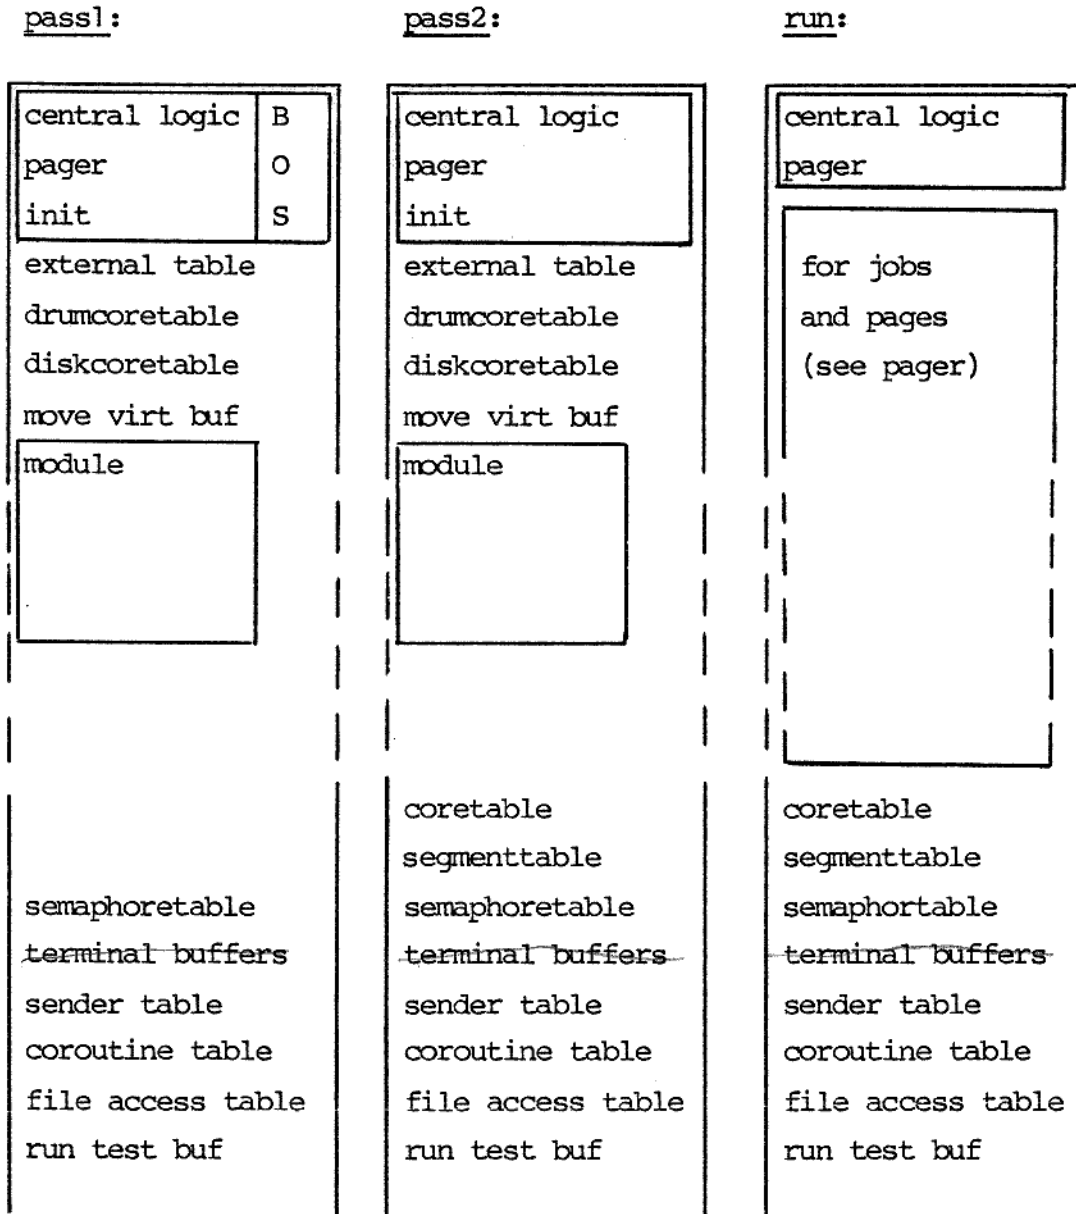 pass1:
central logic
pager
init
B
O
S
external table
drumcoretable
diskcoretable
move virt buf
module
semaphoretable
terminal buffers
sender table
coroutine table
file access table
run test buf
pass2:
central logic
pager
init
external table
drumcoretable
diskcoretable
move virt buf
module
coretable
segmenttable
semaphoretable
terminal buffers
sender table
coroutine table
file access table
run test buf
run:
central logic
pager
for jobs
and pages
(see pager)
coretable
segmenttable
semaphortable
terminal buffers
sender table
coroutine table
file access table
run test buf